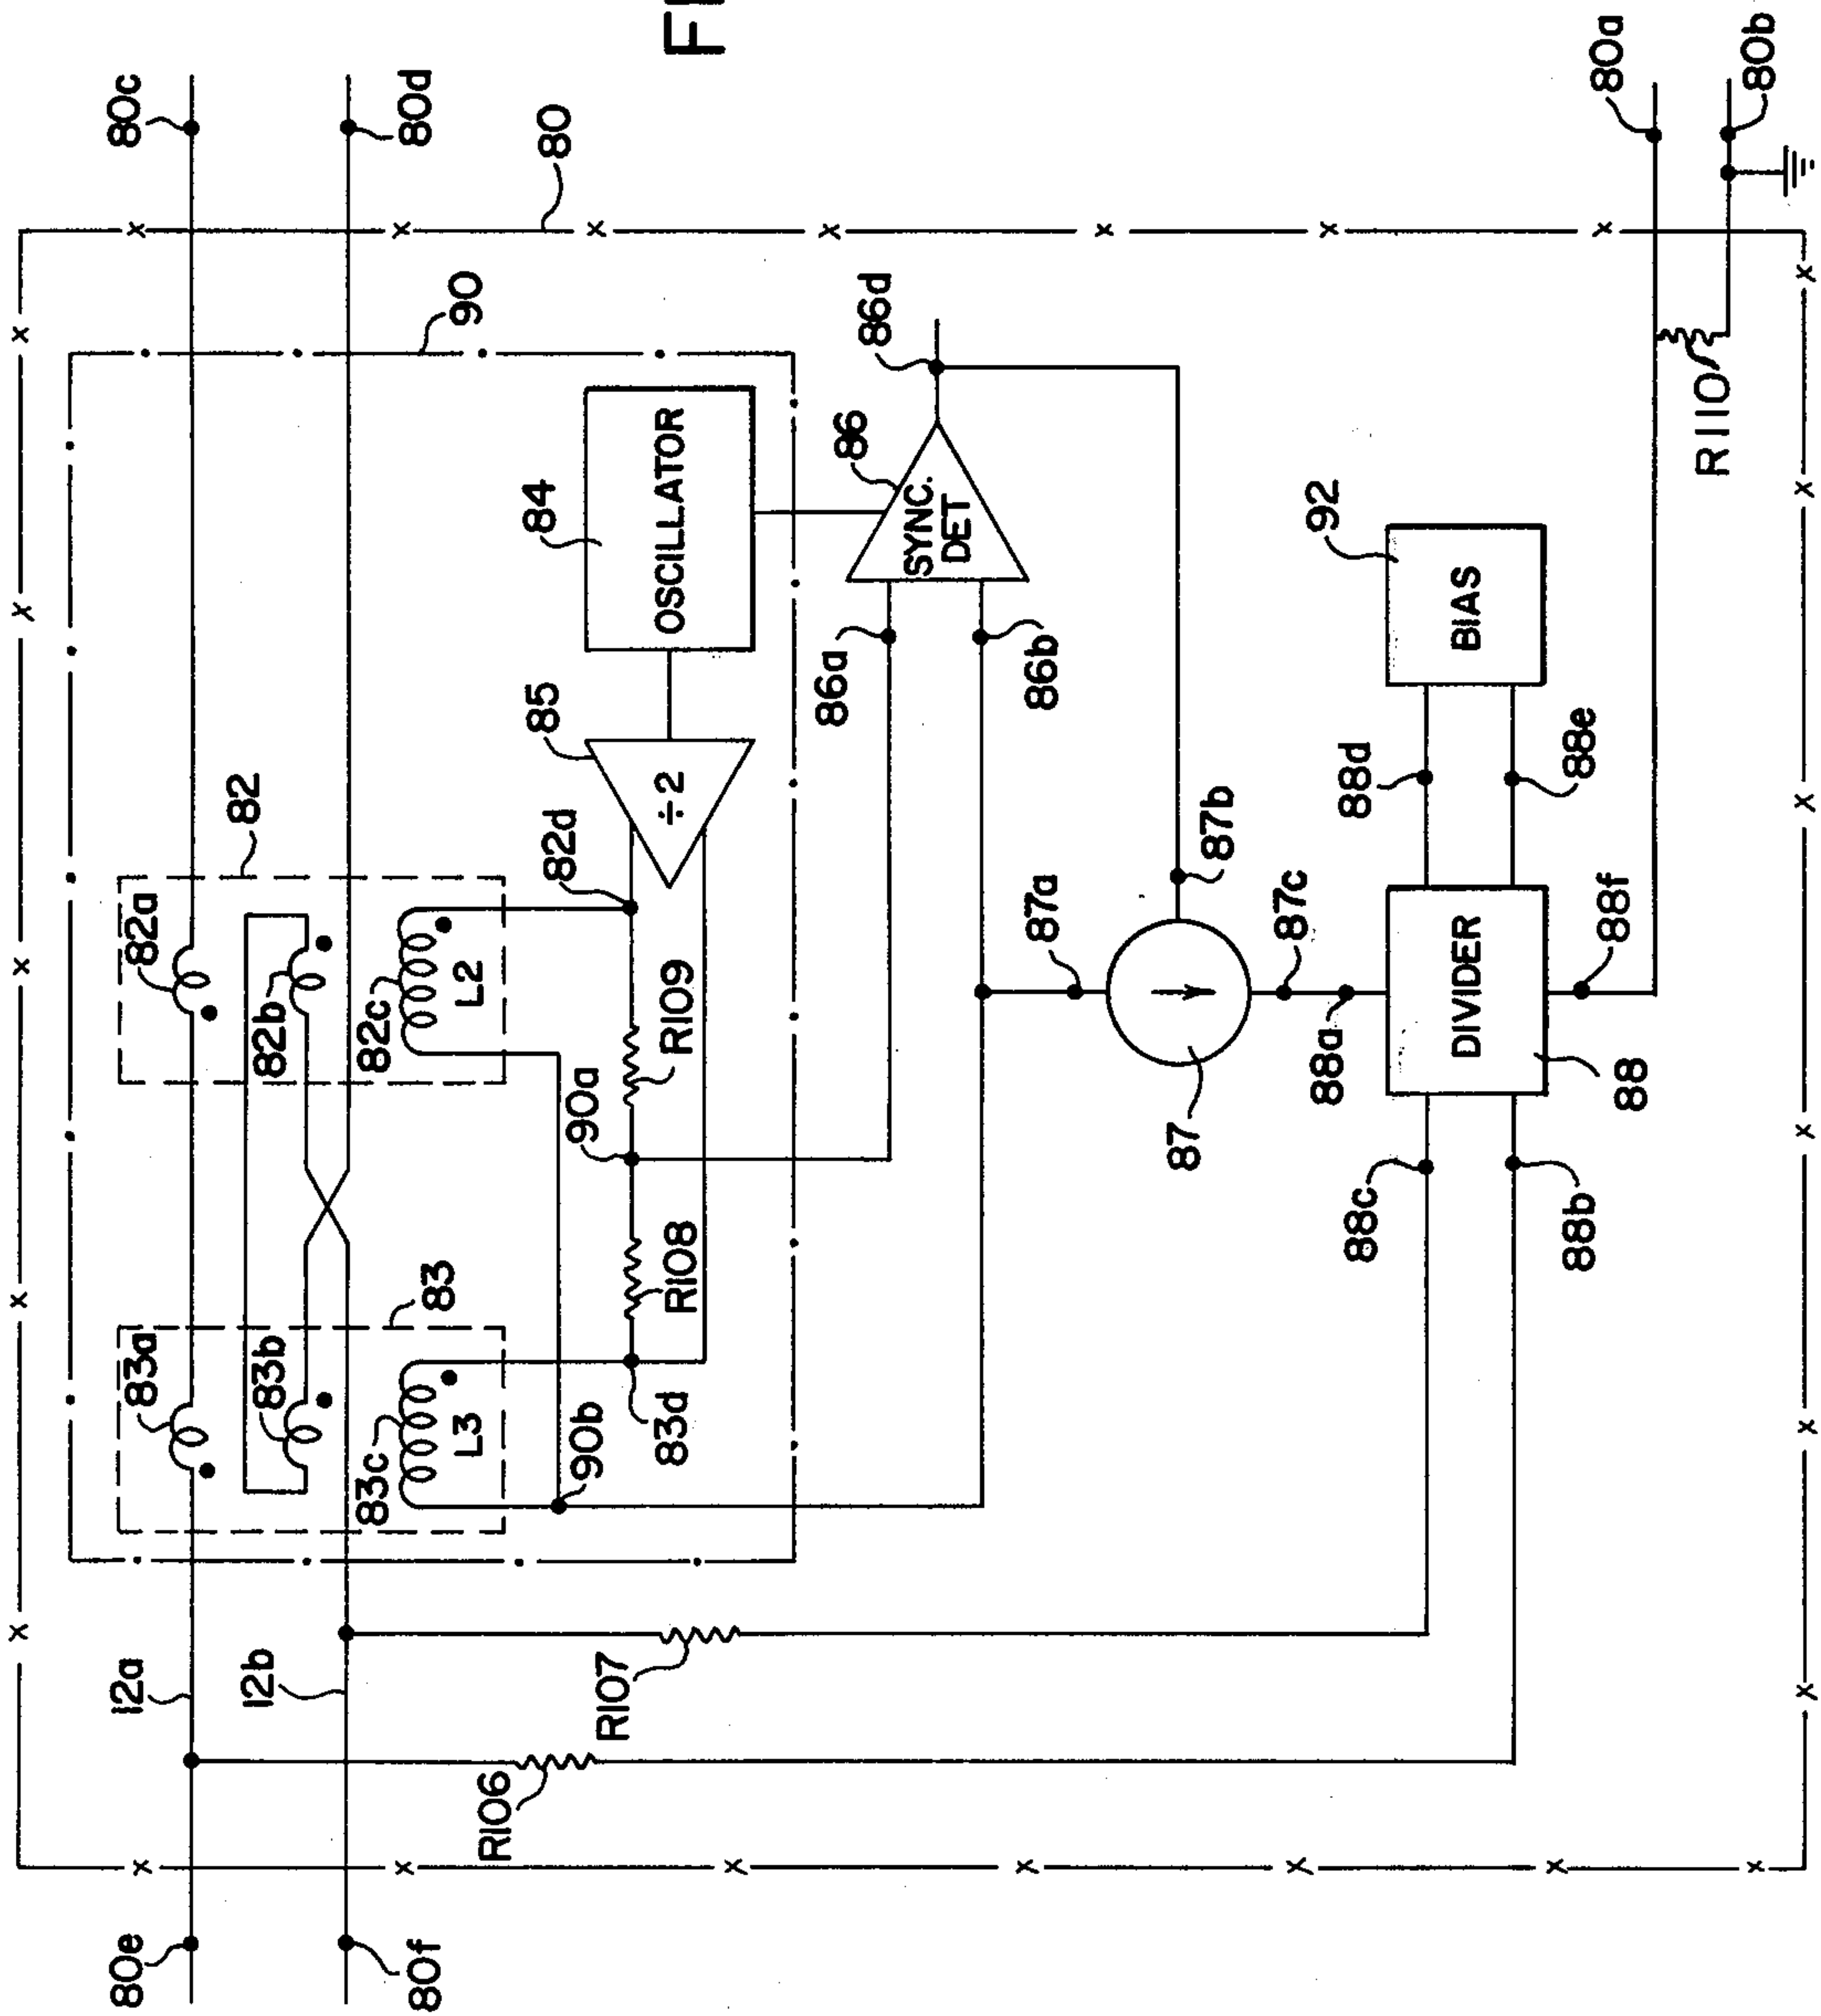 80e
12a
83a
82a
80c
12b
83b
82b
82
80f
83
80d
83c
L3
82c
L2
90
R106
90b
90a
82d
85
84
80
R107
83d
R108
R109
÷2
OSCILLATOR
86a
86
86d
SYNC.
DET
86b
87a
87
87b
87c
88a
92
88c
88d
DIVIDER
BIAS
88b
88
88f
88e
80a
R110
80b